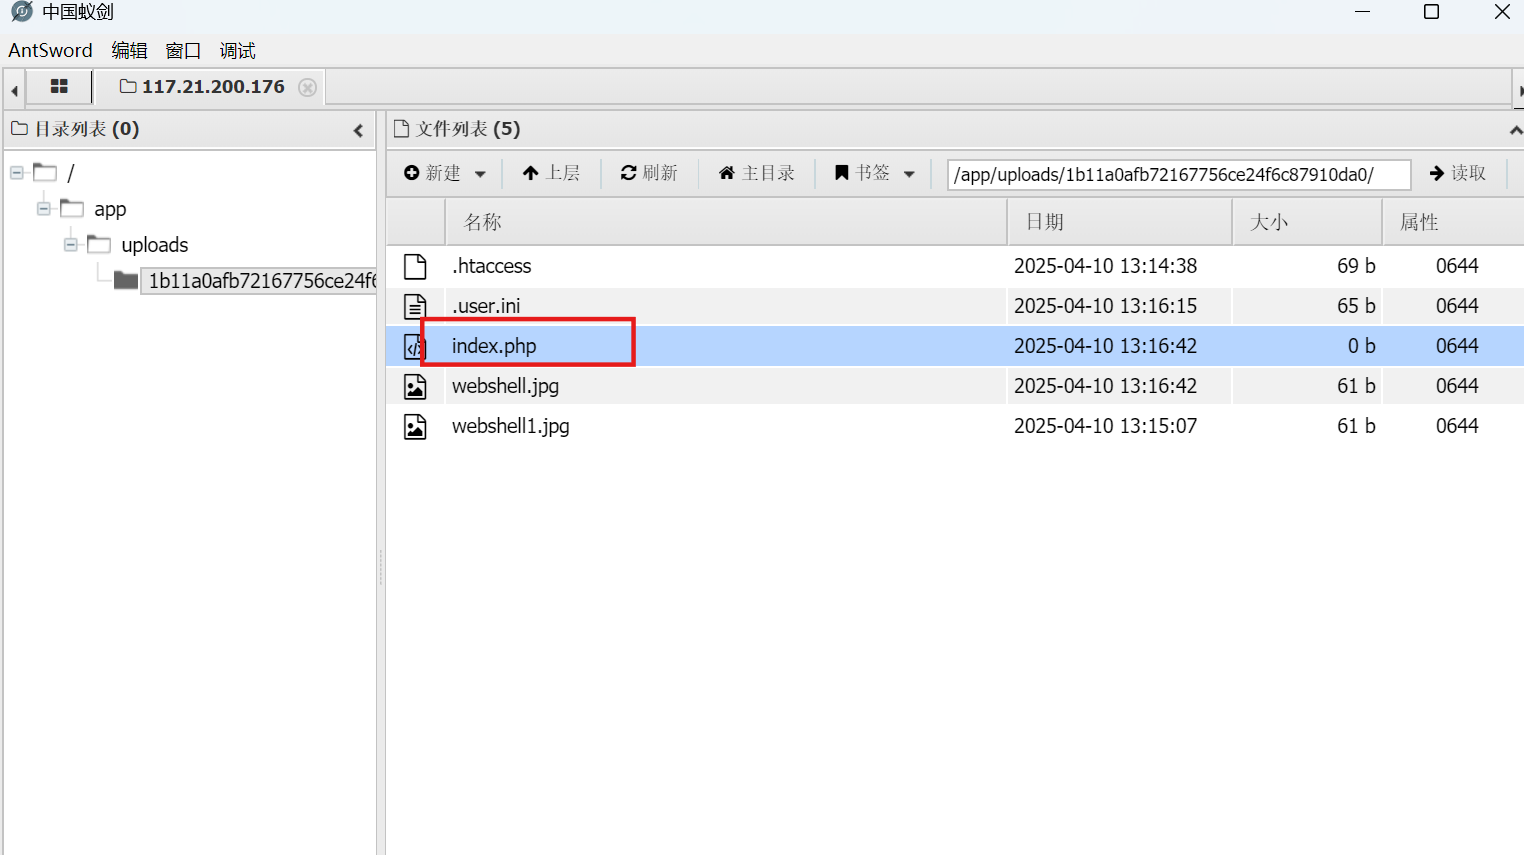 中国蚁剑
AntSword 编辑 窗口 调试
117.21.200.176
目录列表 (0)
文件列表 (5)
新建 上层 刷新 主目录 书签 /app/uploads/1b11a0afb72167756ce24f6c87910da0/ 读取
/
app
uploads
1b11a0afb72167756ce24f6
名称 日期 大小 属性
.htaccess 2025-04-10 13:14:38 69 b 0644
.user.ini 2025-04-10 13:16:15 65 b 0644
index.php 2025-04-10 13:16:42 0 b 0644
webshell.jpg 2025-04-10 13:16:42 61 b 0644
webshell1.jpg 2025-04-10 13:15:07 61 b 0644